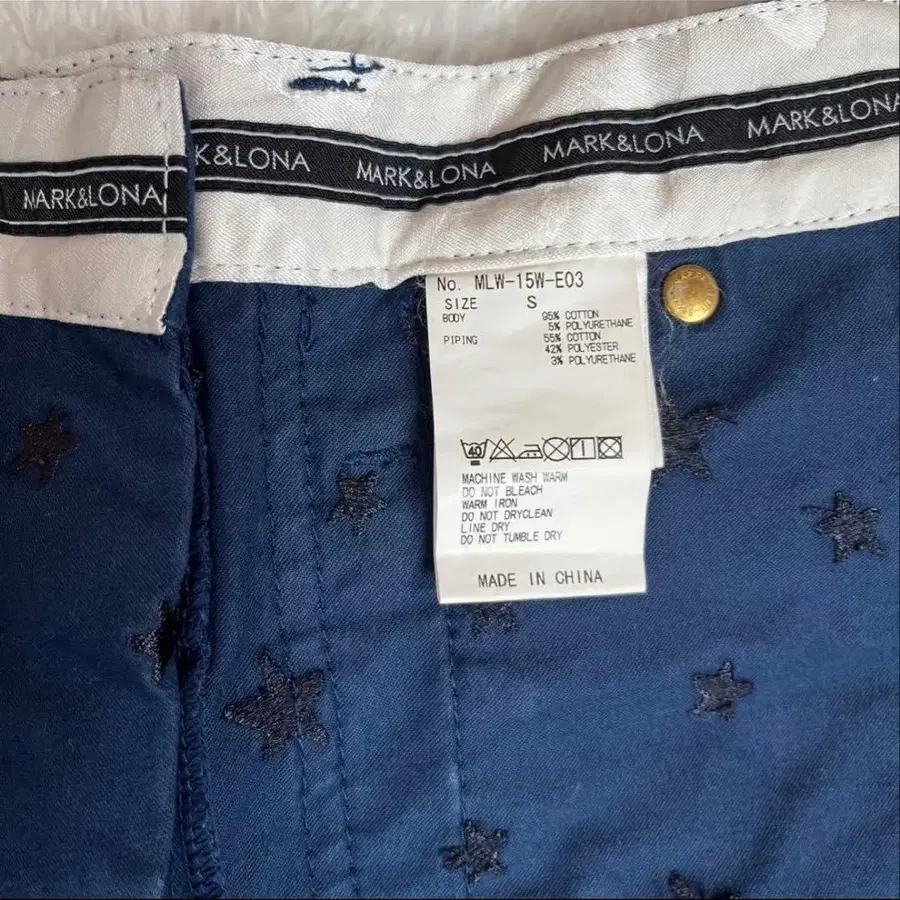 MARK&LONA
K&LONA
MARK&LONA
MARK&LONA
MARK&LONA
No. MLW-15W-E03
SIZE S
BODY 95% COTTON
5% POLYURETHANE
PIPING 55% COTTON
42% POLYESTER
3% POLYURETHANE
40
MACHINE WASH WARM
DO NOT BLEACH
WARM IRON
DO NOT DRYCLEAN
LINE DRY
DO NOT TUMBLE DRY
MADE IN CHINA